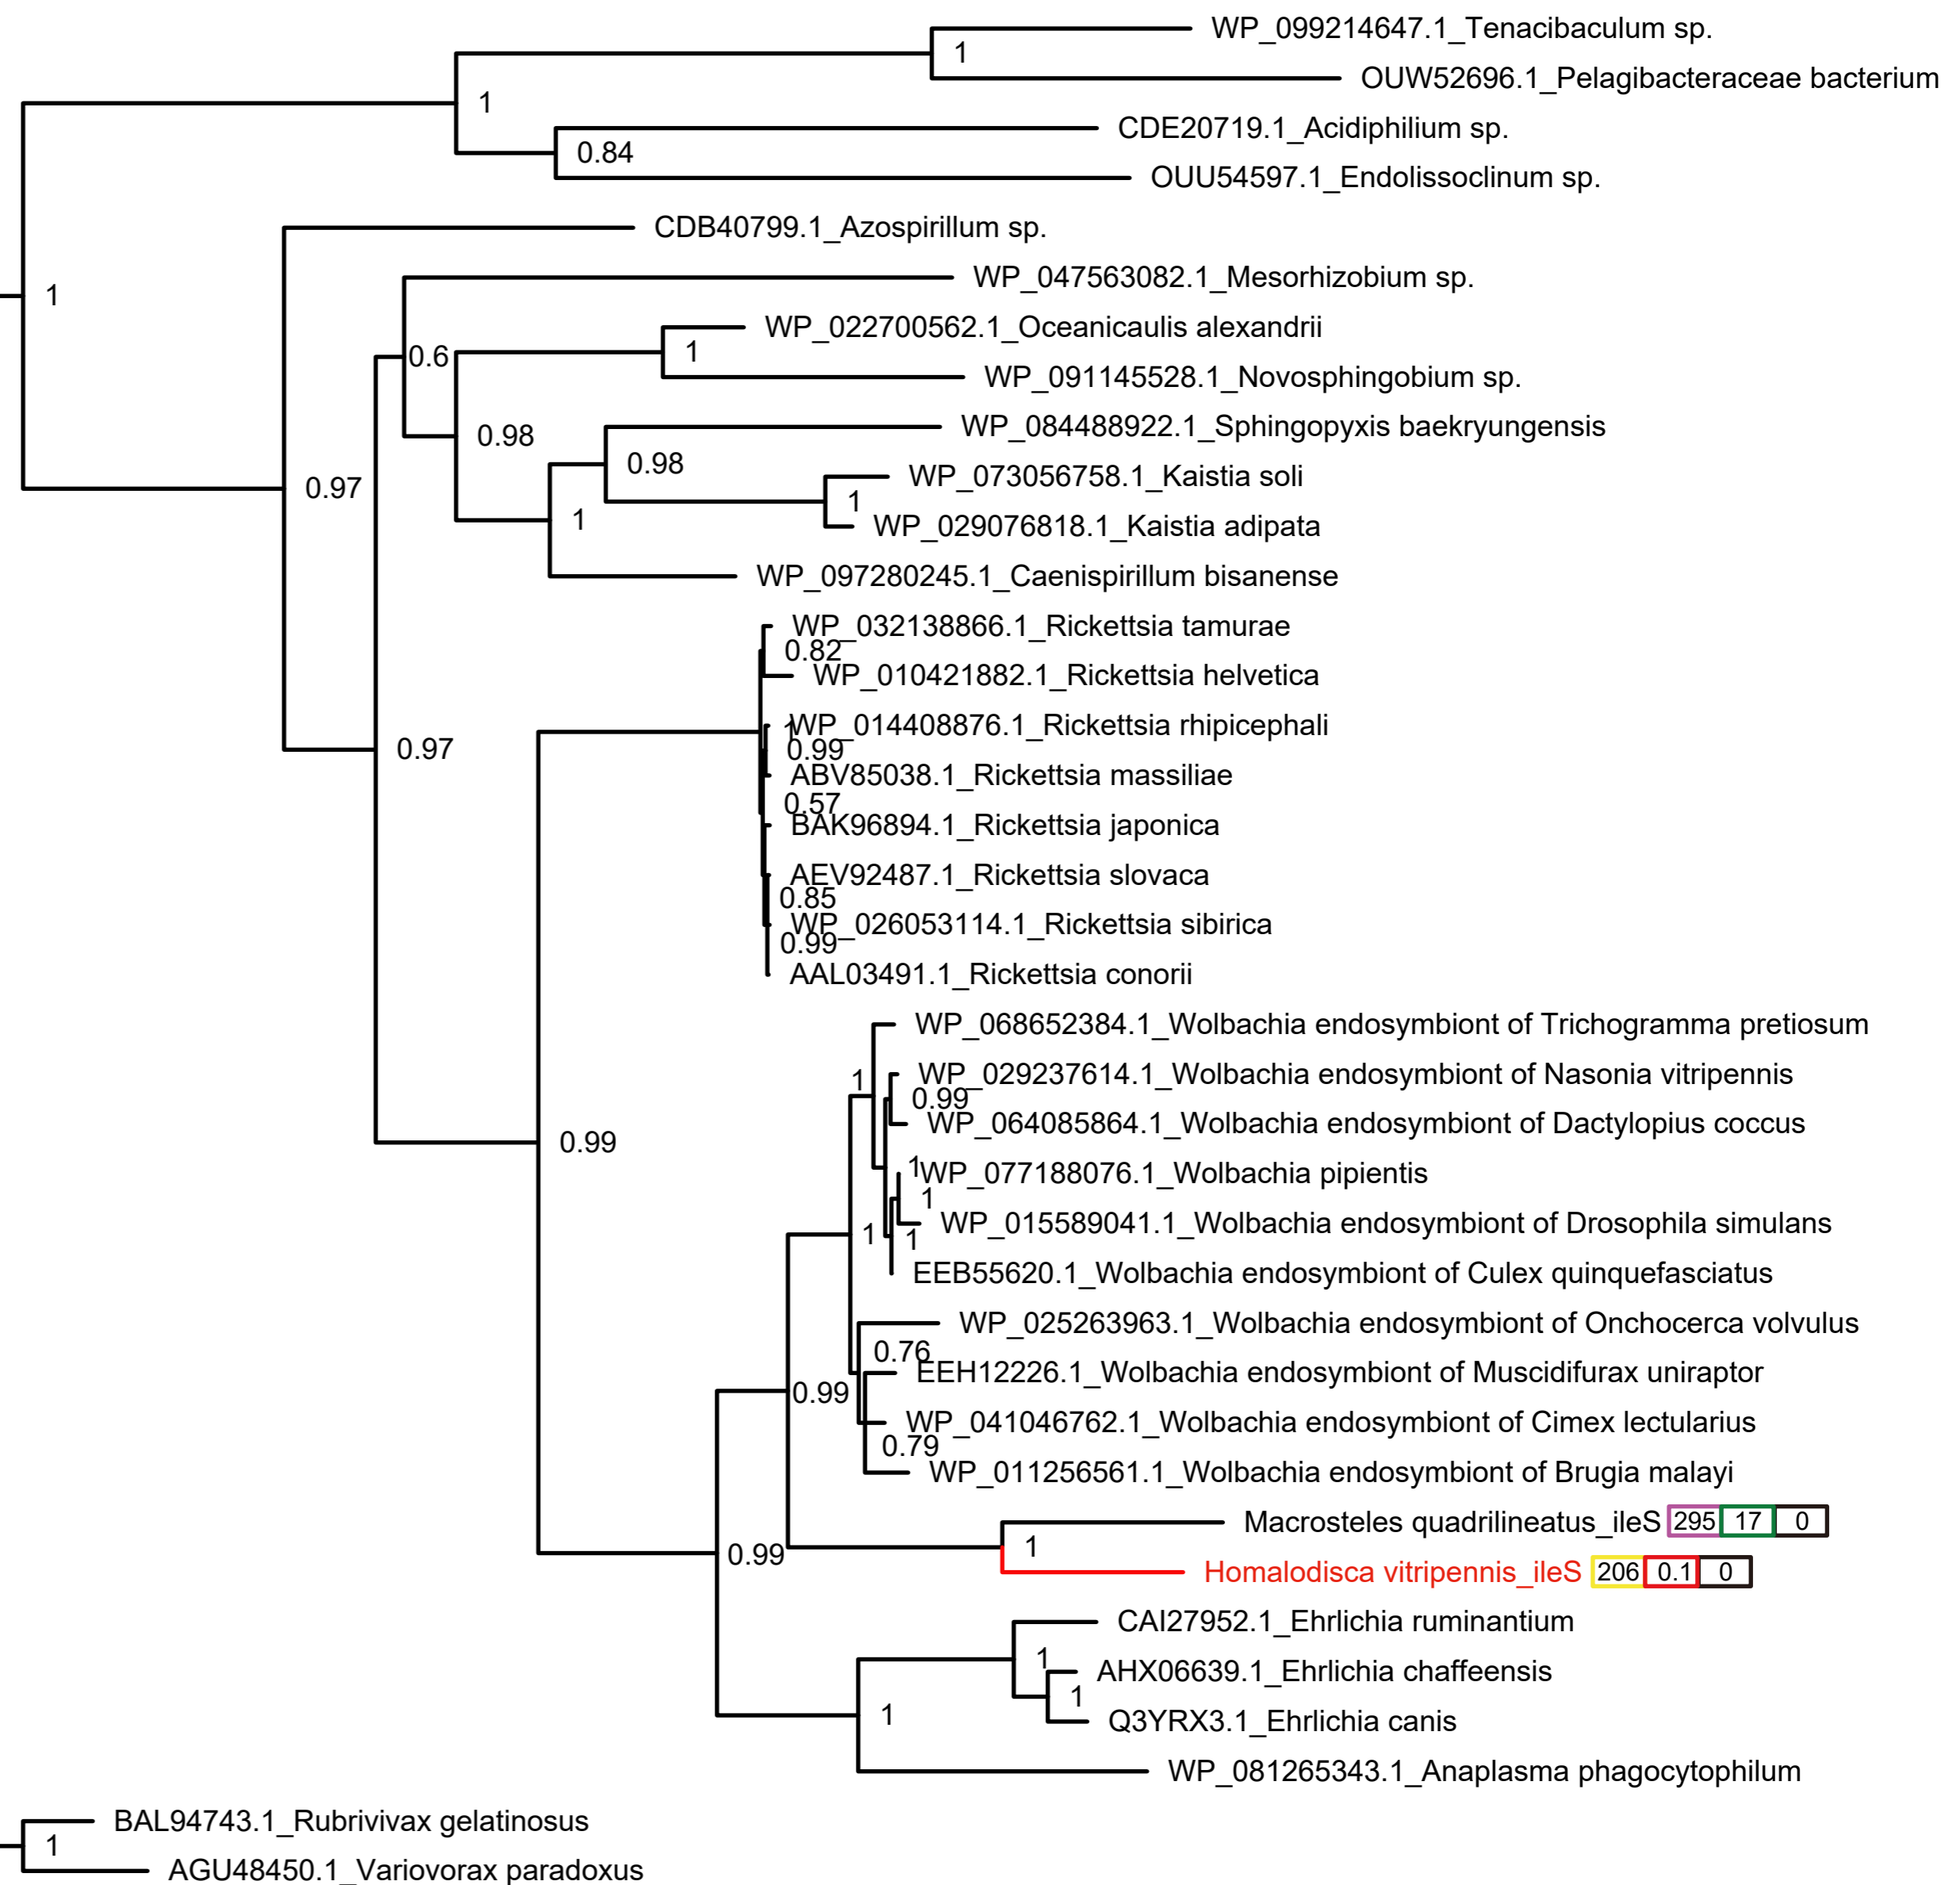 WP_099214647.1_Tenacibaculum sp.
1
OUW52696.1_Pelagibacteraceae bacterium
1
CDE20719.1_Acidiphilium sp.
0.84
OUU54597.1_Endolissoclinum sp.
CDB40799.1_Azospirillum sp.
WP_047563082.1_Mesorhizobium sp.
1
WP_022700562.1_Oceanicaulis alexandrii
1
0.6
WP_091145528.1_Novosphingobium sp.
WP_084488922.1_Sphingopyxis baekryungensis
0.98
0.98
WP_073056758.1_Kaistia soli
0.97
1
WP_029076818.1_Kaistia adipata
1
WP_097280245.1_Caenispirillum bisanense
WP_032138866.1_Rickettsia tamurae
0.82
WP_010421882.1_Rickettsia helvetica
1
WP_014408876.1_Rickettsia rhipicephali
0.97
0.99
ABV85038.1_Rickettsia massiliae
0.57
BAK96894.1_Rickettsia japonica
AEV92487.1_Rickettsia slovaca
0.85
WP_026053114.1_Rickettsia sibirica
0.99
AAL03491.1_Rickettsia conorii
WP_068652384.1_Wolbachia endosymbiont of Trichogramma pretiosum
1
WP_029237614.1_Wolbachia endosymbiont of Nasonia vitripennis
0.99
WP_064085864.1_Wolbachia endosymbiont of Dactylopius coccus
0.99
1
WP_077188076.1_Wolbachia pipientis
1
WP_015589041.1_Wolbachia endosymbiont of Drosophila simulans
1
1
EEB55620.1_Wolbachia endosymbiont of Culex quinquefasciatus
WP_025263963.1_Wolbachia endosymbiont of Onchocerca volvulus
0.76
EEH12226.1_Wolbachia endosymbiont of Muscidifurax uniraptor
0.99
WP_041046762.1_Wolbachia endosymbiont of Cimex lectularius
0.79
WP_011256561.1_Wolbachia endosymbiont of Brugia malayi
Macrosteles quadrilineatus_ileS 295 17 0
1
0.99
Homalodisca vitripennis_ileS 206 0.1 0
CAI27952.1_Ehrlichia ruminantium
1
AHX06639.1_Ehrlichia chaffeensis
1
1
Q3YRX3.1_Ehrlichia canis
WP_081265343.1_Anaplasma phagocytophilum
BAL94743.1_Rubrivivax gelatinosus
1
AGU48450.1_Variovorax paradoxus